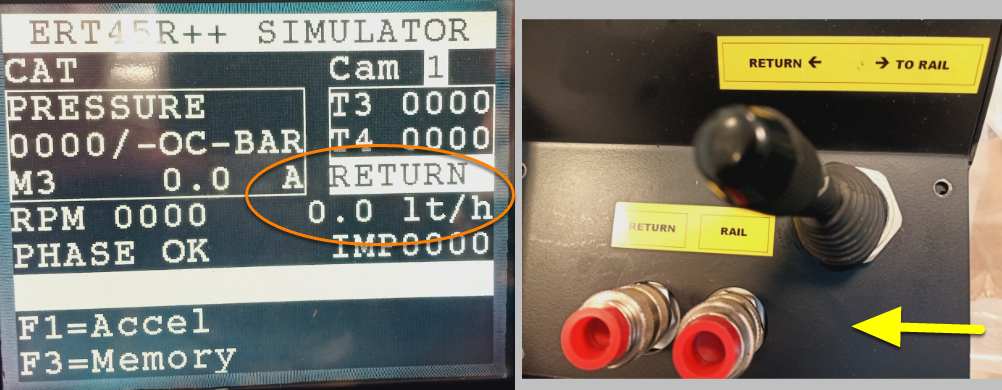 ERT45R++ SIMULATOR
CAT Cam 1
PRESSURE T3 0000
0000/-OC-BAR T4 0000
M3 0.0 A RETURN
RPM 0000 0.0 lt/h
PHASE OK IMP0000
F1=Accel
F3=Memory
RETURN ← → TO RAIL
RETURN RAIL